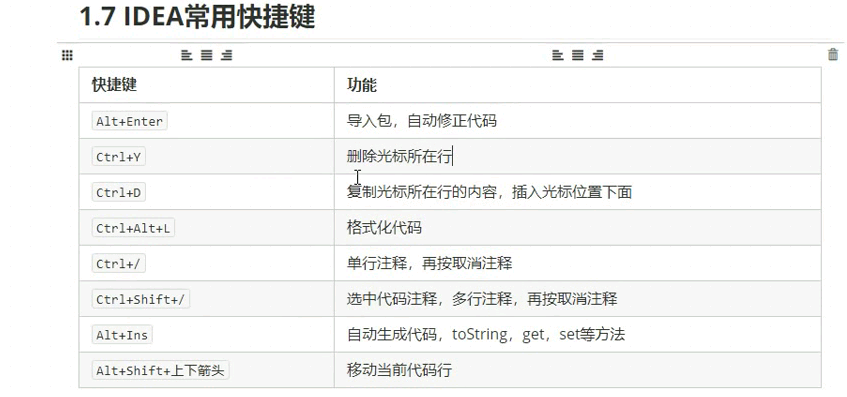 1.7 IDEA常用快捷键
快捷键 功能
Alt+Enter 导入包，自动修正代码
Ctrl+Y 删除光标所在行
Ctrl+D 复制光标所在行的内容，插入光标位置下面
Ctrl+Alt+L 格式化代码
Ctrl+/ 单行注释，再按取消注释
Ctrl+Shift+/ 选中代码注释，多行注释，再按取消注释
Alt+Ins 自动生成代码，toString，get，set等方法
Alt+Shift+上下箭头 移动当前代码行